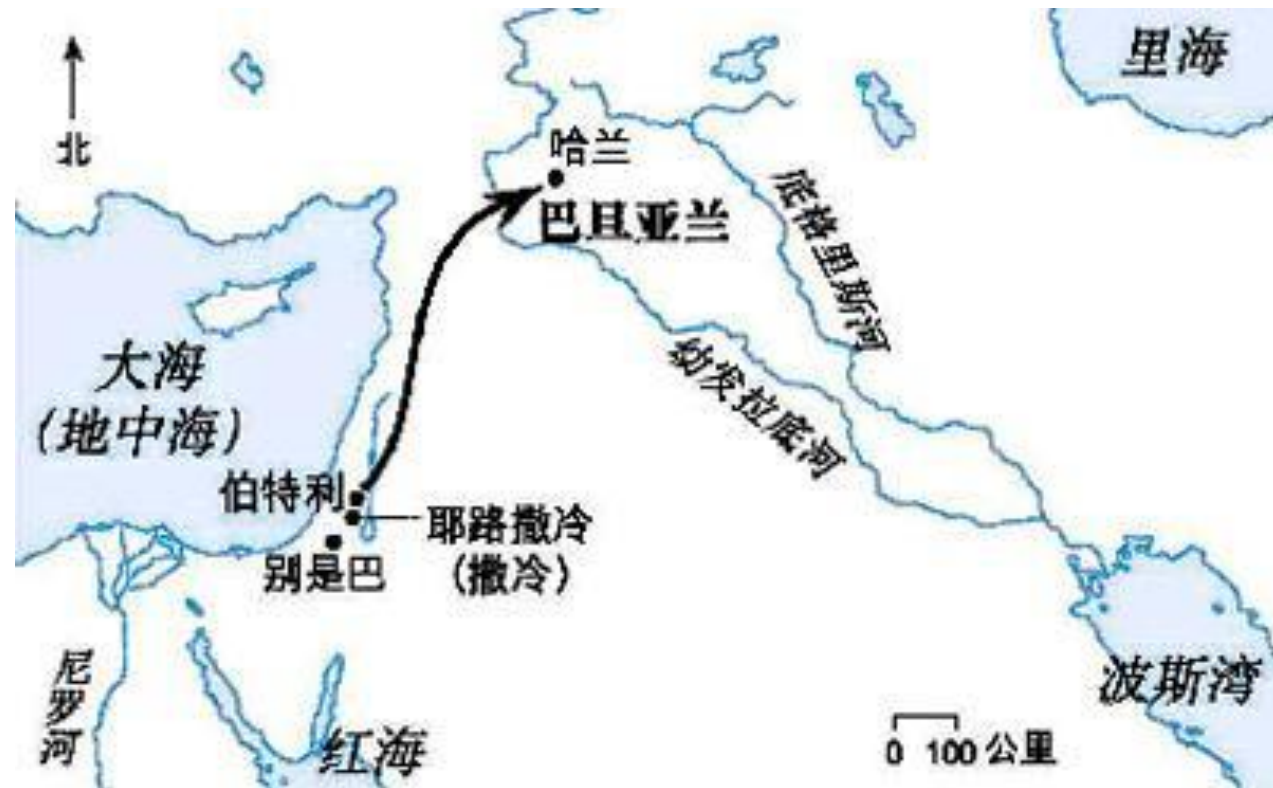 里海
北
哈兰
巴旦亚兰
底格里斯河
大海
（地中海）
幼发拉底河
伯特利
耶路撒冷
（撒冷）
别是巴
尼罗河
红海
波斯湾
0 100 公里